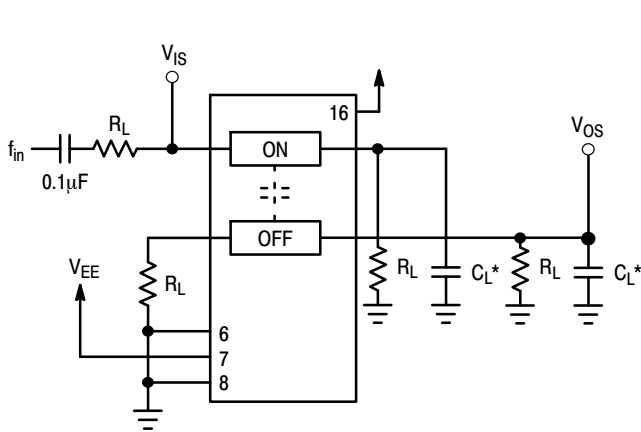 V_IS
16
V_OS
f_in
R_L
ON
0.1μF
OFF
V_EE
R_L
R_L
C_L*
R_L
C_L*
6
7
8